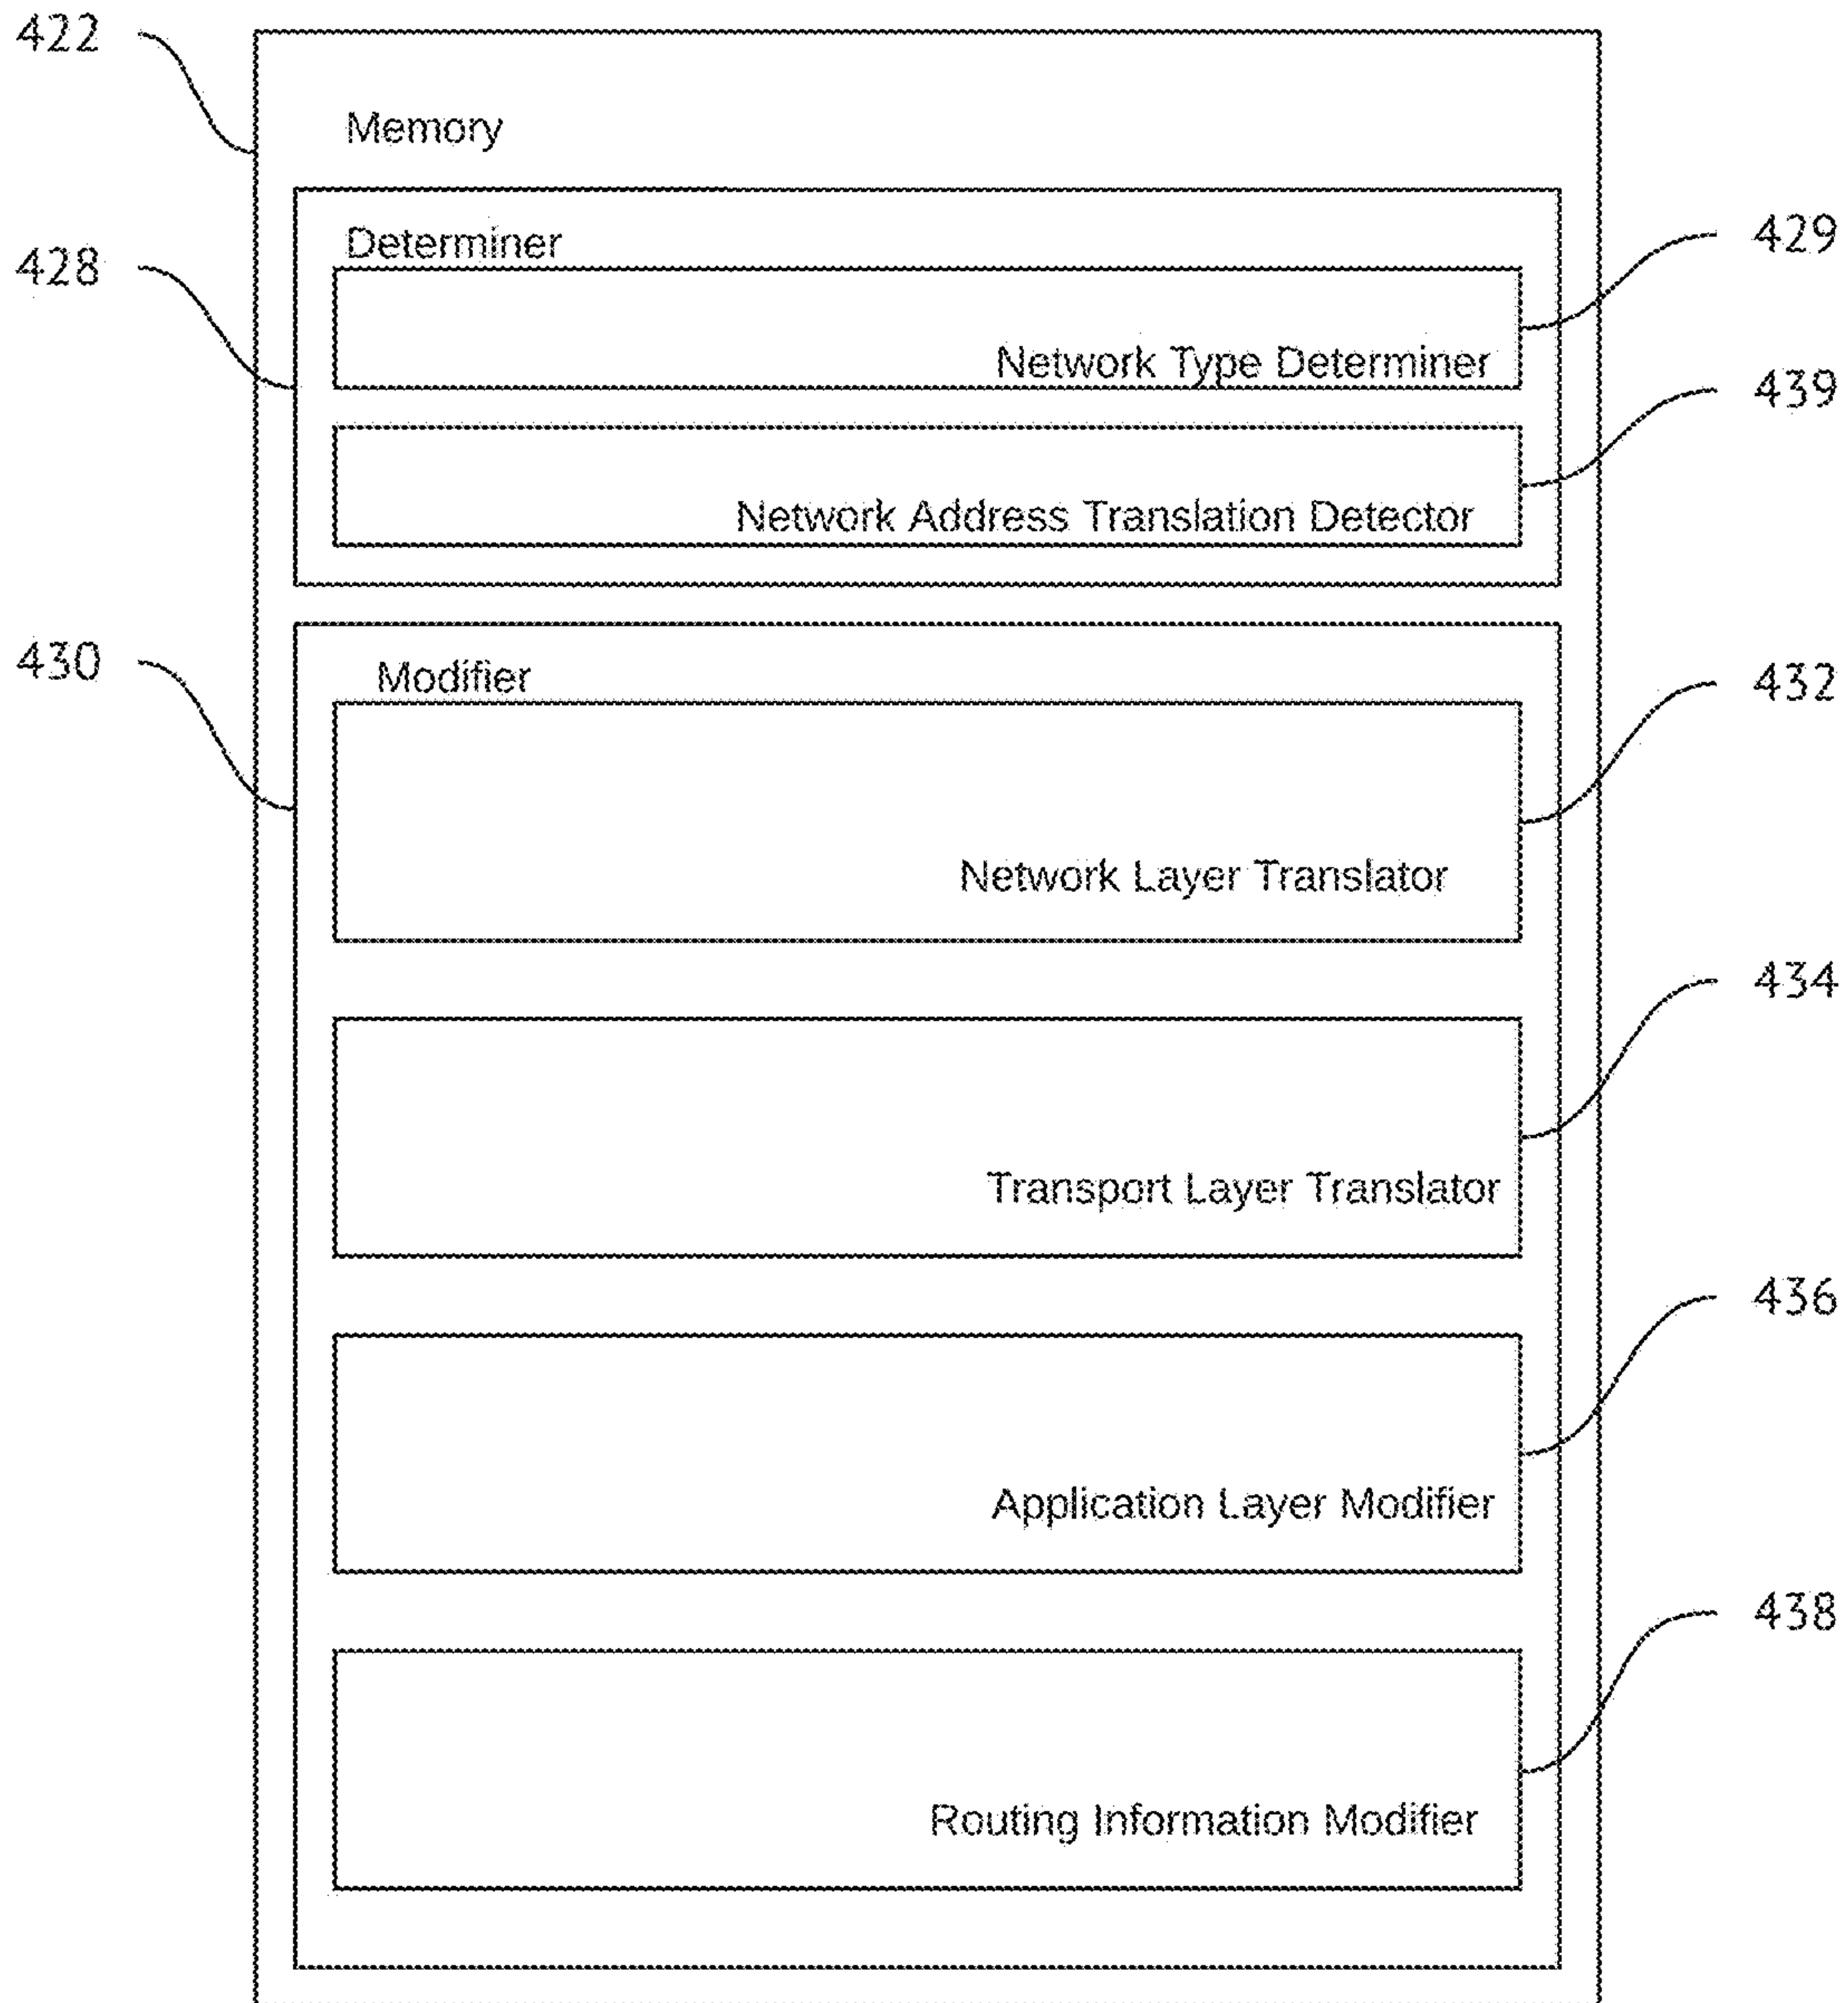 422
Memory
Determiner
429
428
Network Type Determiner
439
Network Address Translation Detector
430
Modifier
432
Network Layer Translator
434
Transport Layer Translator
436
Application Layer Modifier
438
Routing Information Modifier